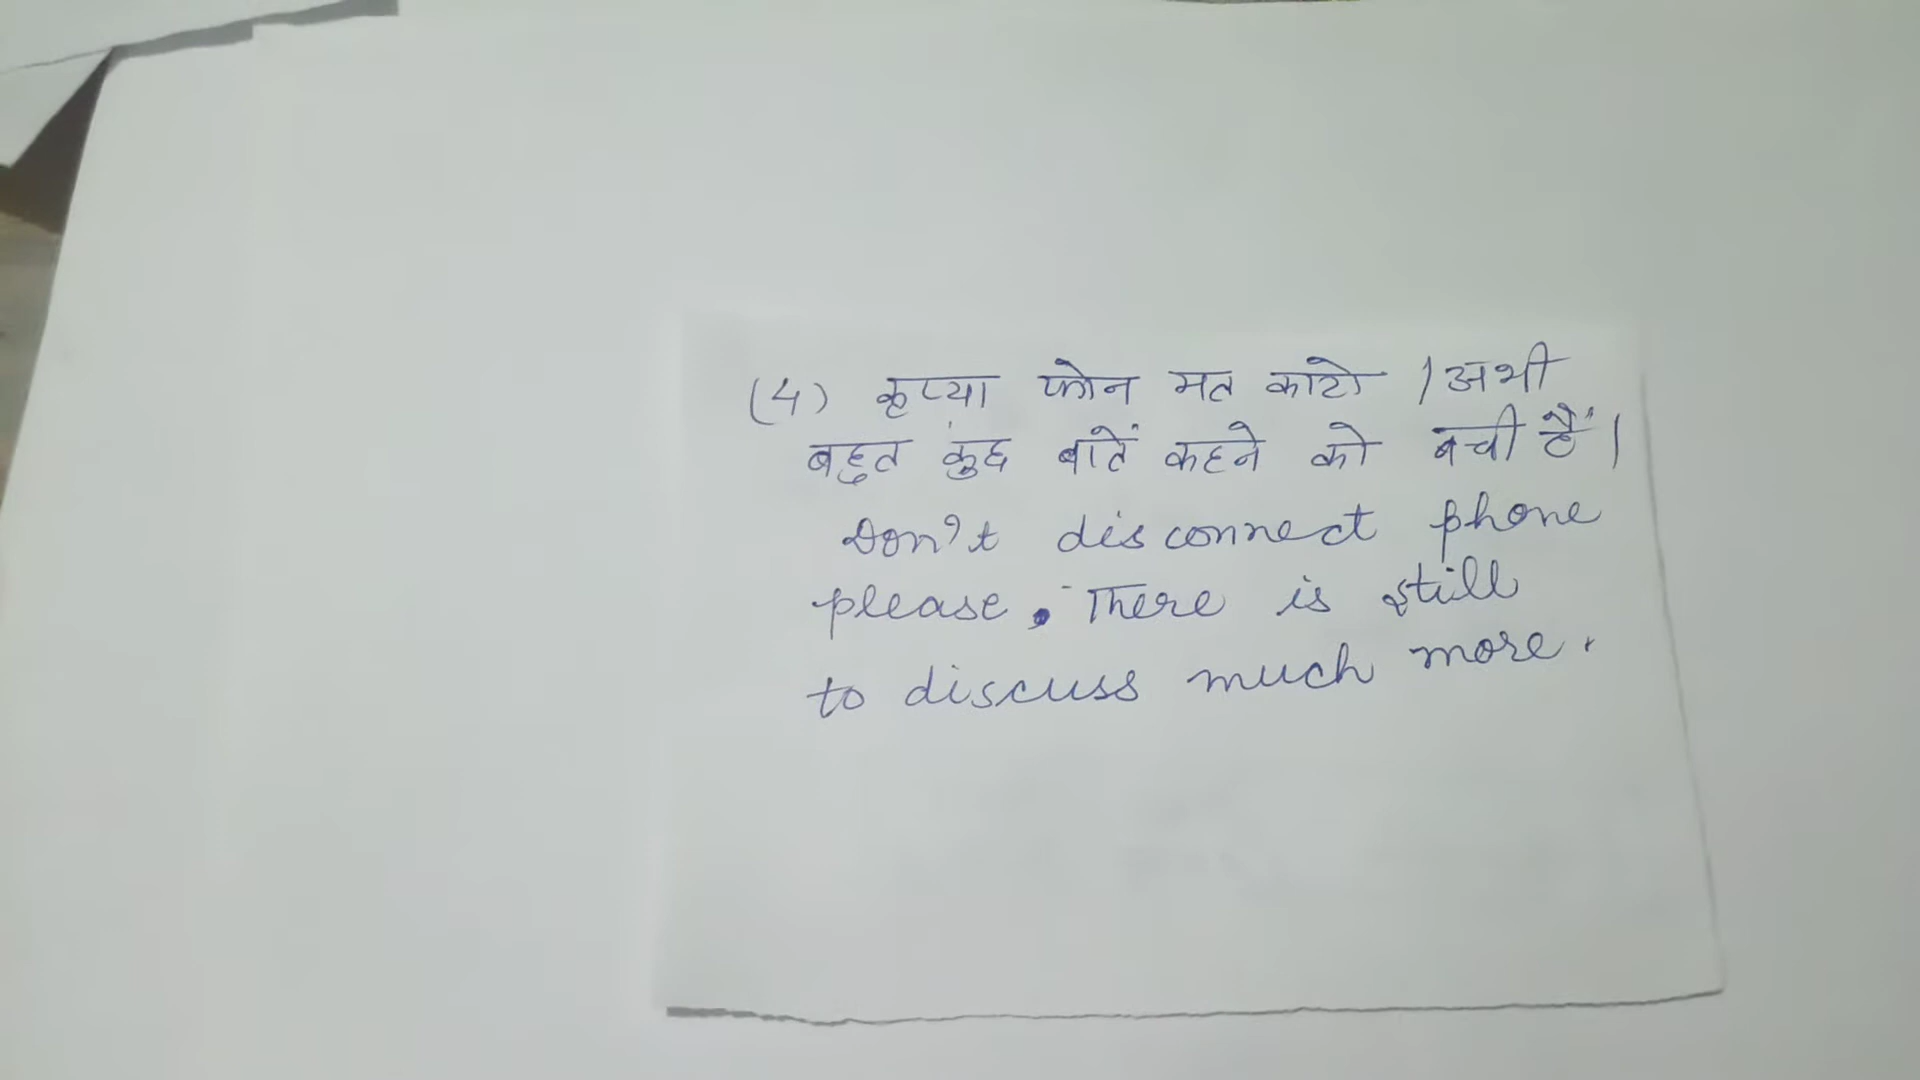 (4) कृप्या फोन मत काटो । अभी
बहुत कुछ बातें कहने को बची हैं ।
Don't disconnect phone
please. There is still
to discuss much more.